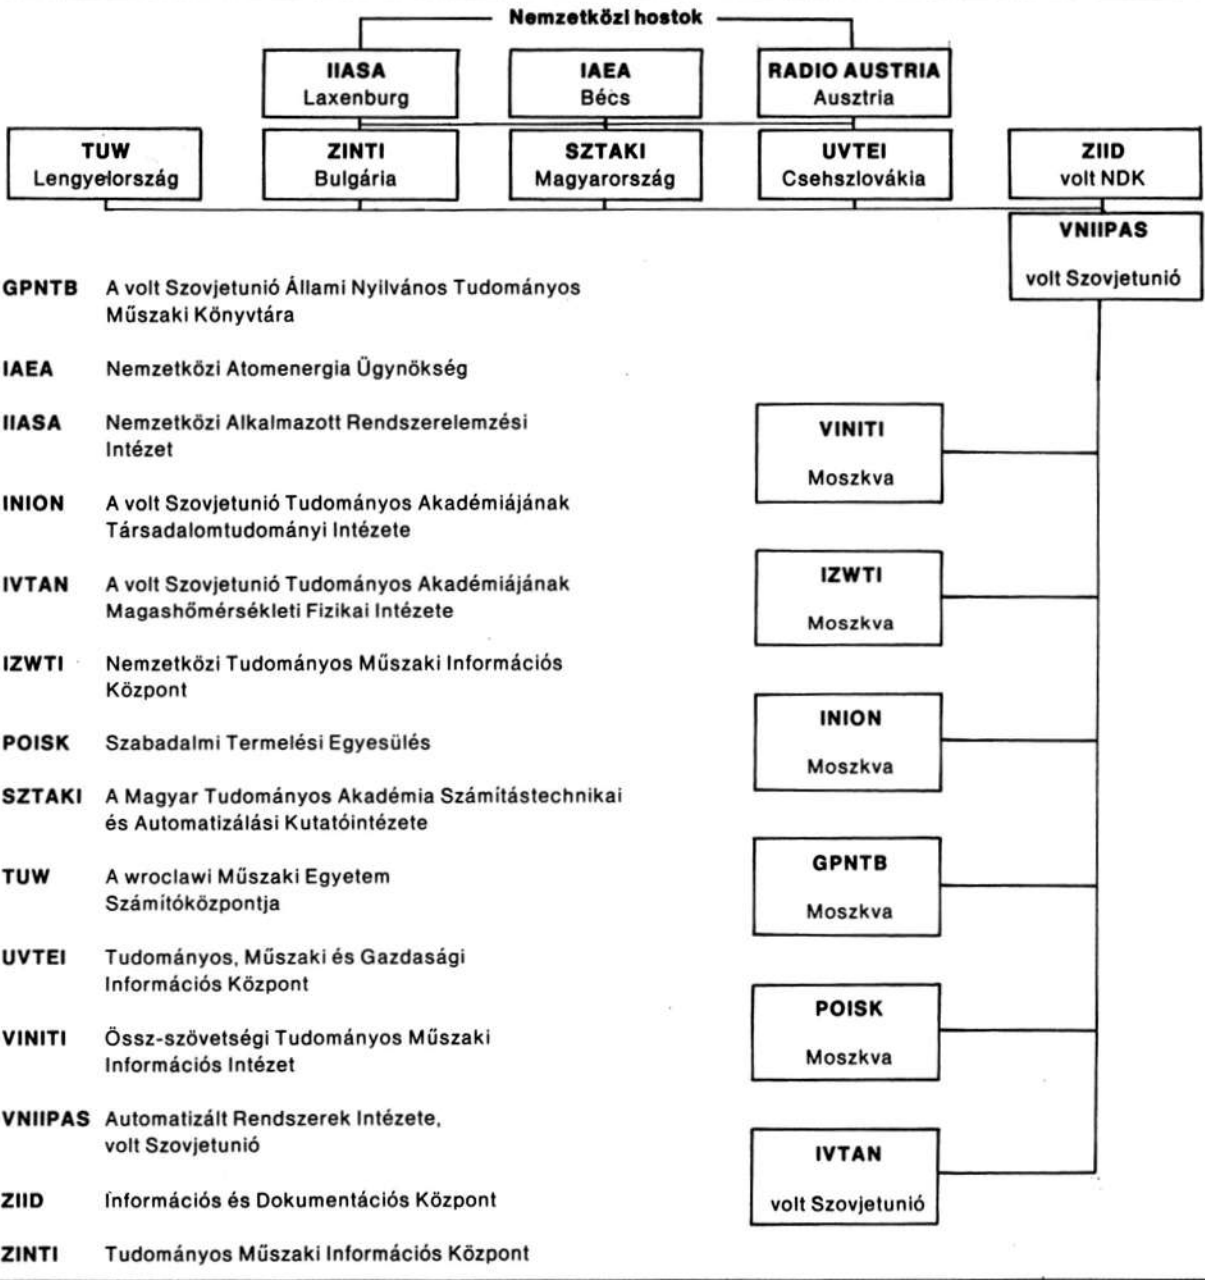 Nemzetközi hostok
IIASA
Laxenburg
IAEA
Bécs
RADIO AUSTRIA
Ausztria
TUW
Lengyelország
ZINTI
Bulgária
SZTAKI
Magyarország
UVTEI
Csehszlovákia
ZIID
volt NDK
VNIIPAS
volt Szovjetunió
GPNTB A volt Szovjetunió Állami Nyilvános Tudományos
Műszaki Könyvtára
IAEA Nemzetközi Atomenergia Ügynökség
IIASA Nemzetközi Alkalmazott Rendszerelemzési
Intézet
INION A volt Szovjetunió Tudományos Akadémiájának
Társadalomtudományi Intézete
IVTAN A volt Szovjetunió Tudományos Akadémiájának
Magashőmérsékleti Fizikai Intézete
IZWTI Nemzetközi Tudományos Műszaki Információs
Központ
POISK Szabadalmi Termelési Egyesülés
SZTAKI A Magyar Tudományos Akadémia Számítástechnikai
és Automatizálási Kutatóintézete
TUW A wroclawi Műszaki Egyetem
Számítóközpontja
UVTEI Tudományos, Műszaki és Gazdasági
Információs Központ
VINITI Össz-szövetségi Tudományos Műszaki
Információs Intézet
VNIIPAS Automatizált Rendszerek Intézete,
volt Szovjetunió
ZIID Információs és Dokumentációs Központ
ZINTI Tudományos Műszaki Információs Központ
VINITI
Moszkva
IZWTI
Moszkva
INION
Moszkva
GPNTB
Moszkva
POISK
Moszkva
IVTAN
volt Szovjetunió